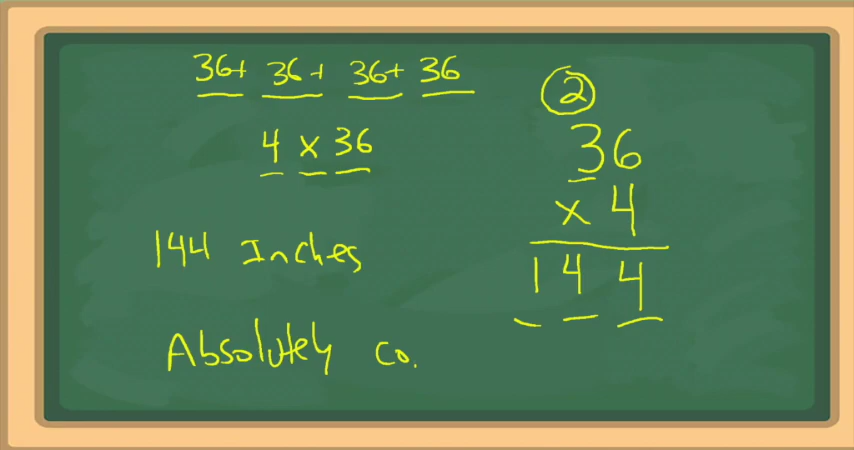 36+ 36+ 36+ 36
4 x 36
144 Inches
Absolutely co.
2
36
x 4
144